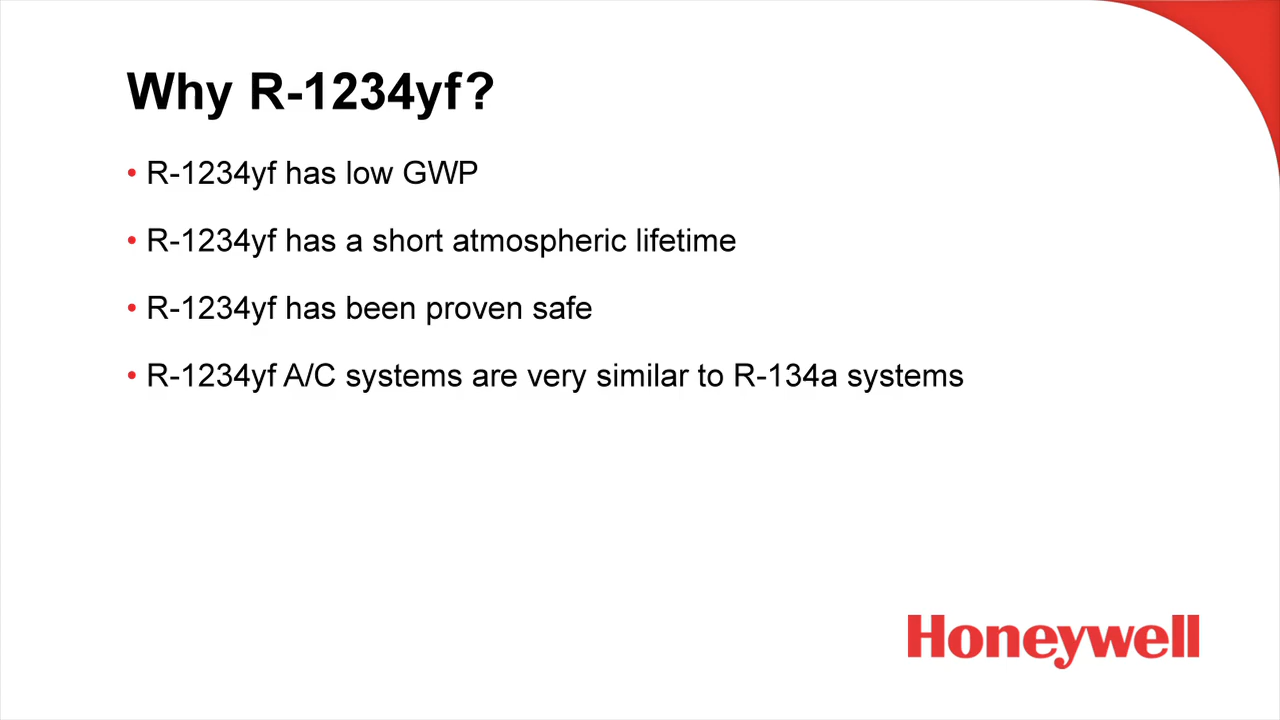 Why R-1234yf?
• R-1234yf has low GWP
• R-1234yf has a short atmospheric lifetime
• R-1234yf has been proven safe
• R-1234yf A/C systems are very similar to R-134a systems
Honeywell